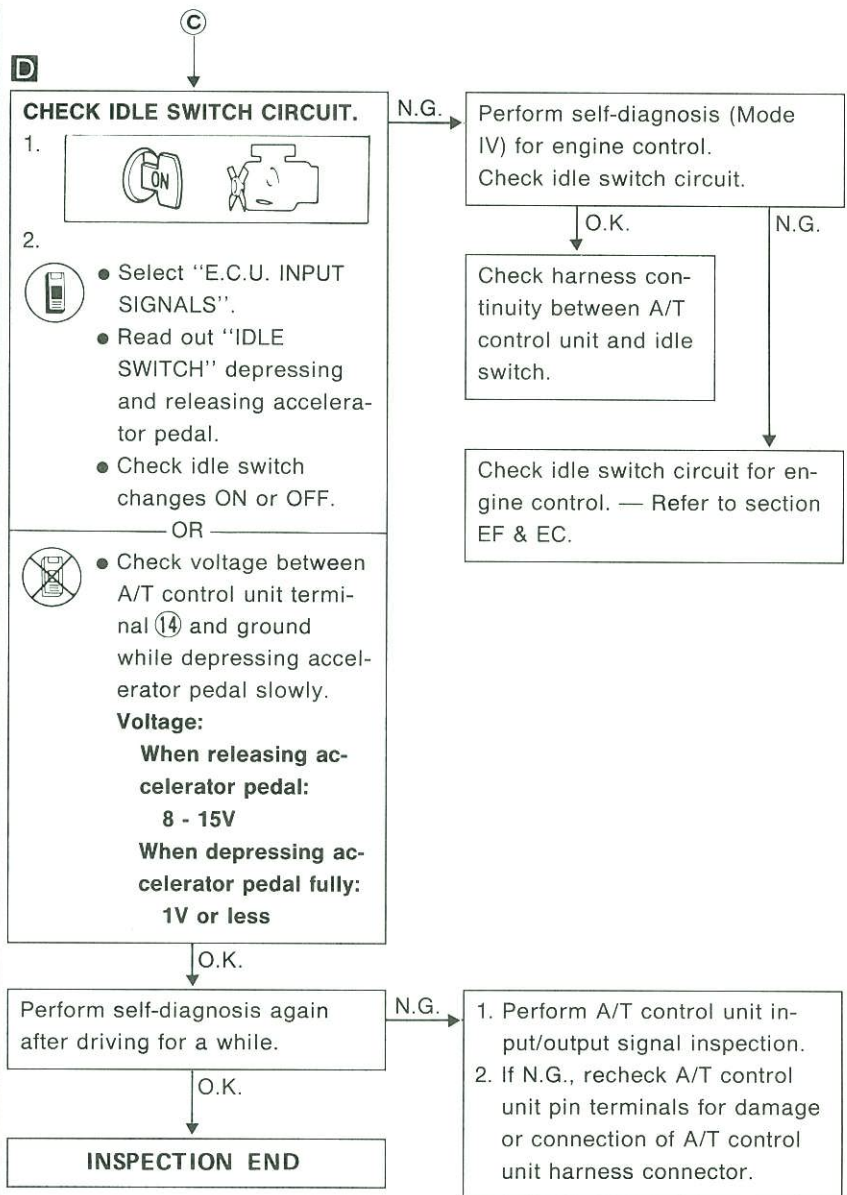 C
D
CHECK IDLE SWITCH CIRCUIT.
1.
ON
2.
● Select “E.C.U. INPUT
SIGNALS”.
● Read out “IDLE
SWITCH” depressing
and releasing accelera-
tor pedal.
● Check idle switch
changes ON or OFF.
OR
● Check voltage between
A/T control unit termi-
nal ⑭ and ground
while depressing accel-
erator pedal slowly.
Voltage:
When releasing ac-
celerator pedal:
8 - 15V
When depressing ac-
celerator pedal fully:
1V or less
N.G.
Perform self-diagnosis (Mode
IV) for engine control.
Check idle switch circuit.
O.K.
N.G.
Check harness con-
tinuity between A/T
control unit and idle
switch.
Check idle switch circuit for en-
gine control. — Refer to section
EF & EC.
O.K.
Perform self-diagnosis again
after driving for a while.
N.G.
1. Perform A/T control unit in-
put/output signal inspection.
2. If N.G., recheck A/T control
unit pin terminals for damage
or connection of A/T control
unit harness connector.
O.K.
INSPECTION END